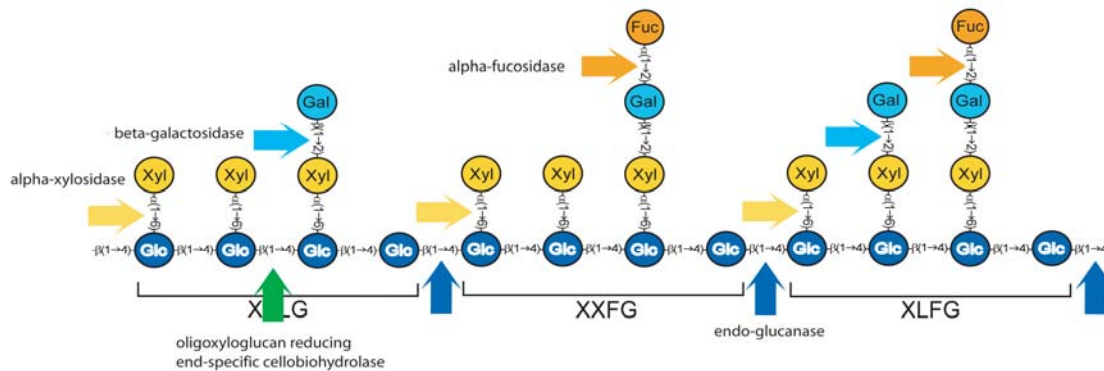 Fuc Fuc
α(1→2) α(1→2)
alpha-fucosidase
Gal Gal Gal Gal
beta-galactosidase
β(1→2) β(1→2) β(1→2) β(1→2)
alpha-xylosidase
Xyl Xyl Xyl Xyl Xyl Xyl Xyl Xyl Xyl
α(1→6) α(1→6) α(1→6) α(1→6) α(1→6) α(1→6) α(1→6) α(1→6) α(1→6)
-β(1→4)-Glc-β(1→4)-Glc-β(1→4)-Glc-β(1→4)-Glc-β(1→4)-Glc-β(1→4)-Glc-β(1→4)-Glc-β(1→4)-Glc-β(1→4)-Glc-β(1→4)-Glc-β(1→4)-Glc-β(1→4)-Glc-β(1→4
XXFG XLFG
endo-glucanase
oligoxyloglucan reducing
end-specific cellobiohydrolase